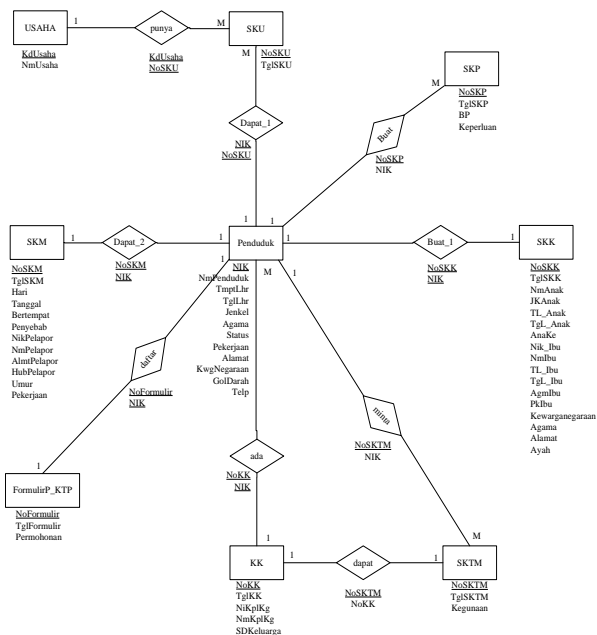 USAHA
1
punya
M
SKU
KdUsaha
NmUsaha
KdUsaha
NoSKU
M
NoSKU
TglSKU
SKP
M
NoSKP
TglSKP
BP
Keperluan
Dapat_1
NIK
NoSKU
Buat
NoSKP
NIK
1
1
SKM
1
Dapat_2
1
Penduduk
1
Buat_1
1
SKK
NoSKM
TglSKM
Hari
Tanggal
Bertempat
Penyebab
NikPelapor
NmPelapor
AlmtPelapor
HubPelapor
Umur
Pekerjaan
NoSKM
NIK
1
NIK
NmPenduduk
TmptLhr
TglLhr
Jenkel
Agama
Status
Pekerjaan
Alamat
KwgNegaraan
GolDarah
Telp
M
1
NoSKK
NIK
NoSKK
TglSKK
NmAnak
JKAnak
TL_Anak
TgL_Anak
AnaKe
Nik_Ibu
NmIbu
TL_Ibu
TgL_Ibu
AgmIbu
PkIbu
Kewarganegaraan
Agama
Alamat
Ayah
daftar
NoFormulir
NIK
minta
NoSKTM
NIK
1
FormulirP_KTP
NoFormulir
TglFormulir
Permohonan
ada
NoKK
NIK
1
M
KK
1
dapat
1
SKTM
NoKK
TglKK
NiKplKg
NmKplKg
SDKeluarga
NoSKTM
NoKK
NoSKTM
TglSKTM
Kegunaan